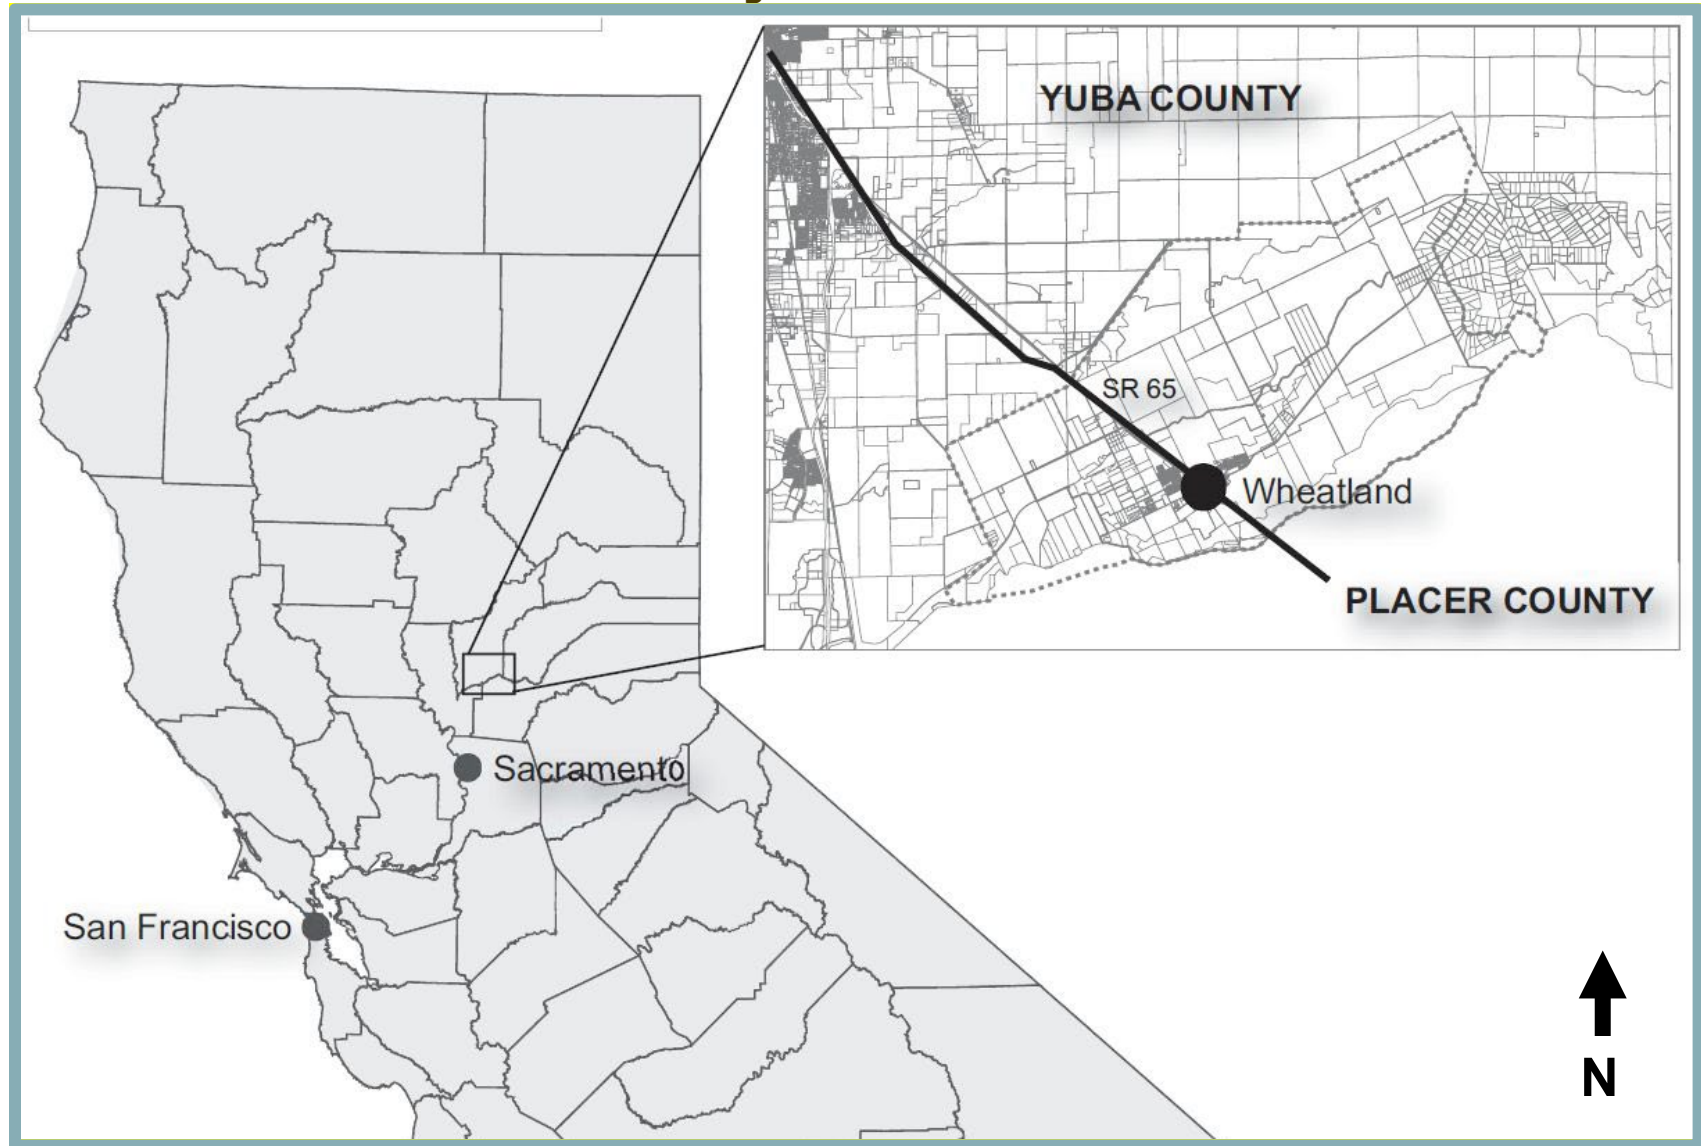 YUBA COUNTY
SR 65
Wheatland
PLACER COUNTY
Sacramento
San Francisco
N